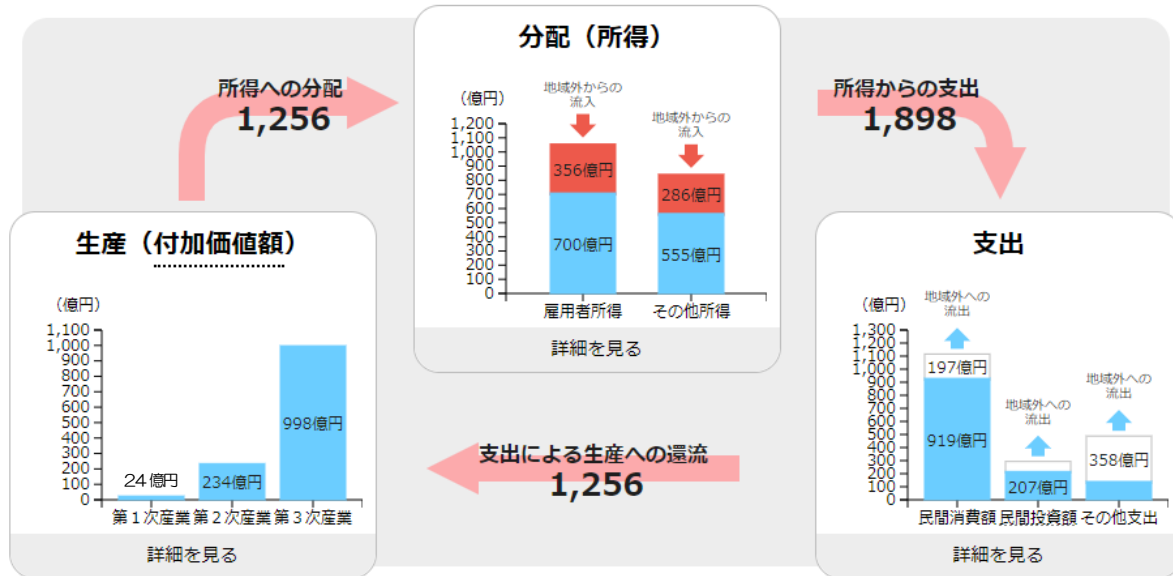 分配（所得）
所得への分配
1,256
所得からの支出
1,898
（億円）
地域外からの
流入
地域外からの
流入
1,200
1,100
1,000
900
800
700
600
500
400
300
200
100
0
356億円
700億円
286億円
555億円
雇用者所得
その他所得
詳細を見る
生産（付加価値額）
（億円）
1,100
1,000
900
800
700
600
500
400
300
200
100
0
24億円
234億円
998億円
第１次産業
第２次産業
第３次産業
詳細を見る
支出による生産への還流
1,256
支出
（億円）
地域外への
流出
地域外への
流出
地域外への
流出
1,300
1,200
1,100
1,000
900
800
700
600
500
400
300
200
100
0
197億円
919億円
207億円
358億円
民間消費額
民間投資額
その他支出
詳細を見る